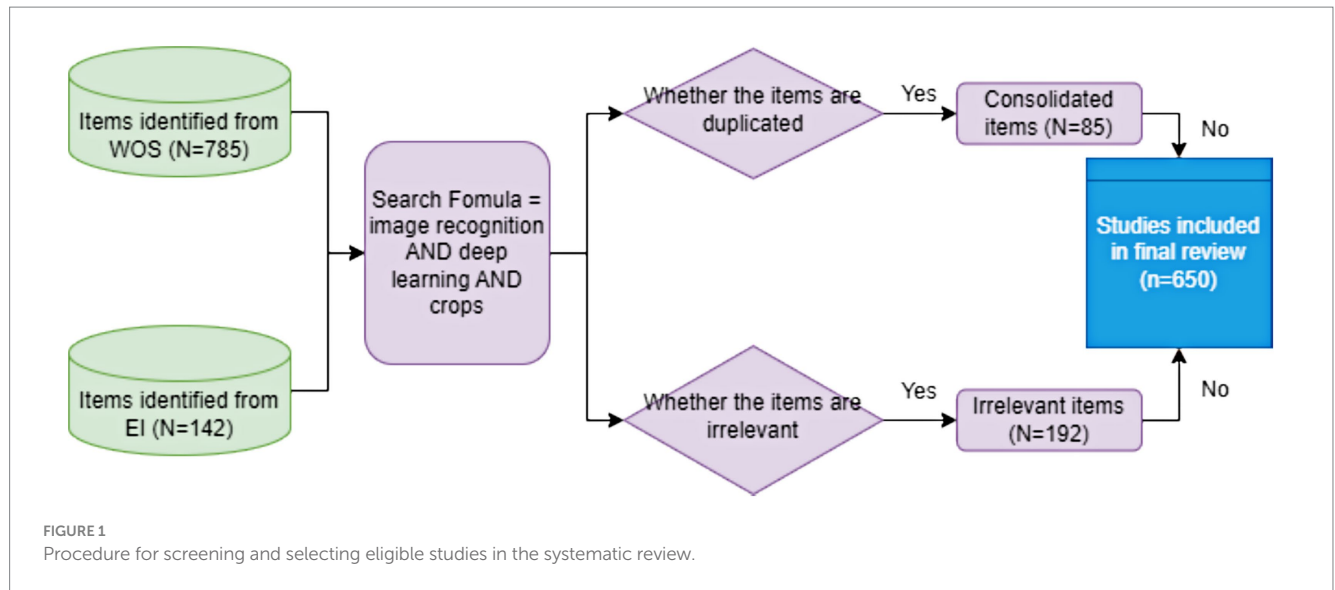 Items identified from
WOS (N=785)
Items identified from
EI (N=142)
Search Fomula =
image recognition
AND deep
learning AND
crops
Whether the items are
duplicated
Yes
Consolidated
items (N=85)
No
Whether the items are
irrelevant
Yes
Irrelevant items
(N=192)
No
Studies included
in final review
(n=650)
FIGURE 1
Procedure for screening and selecting eligible studies in the systematic review.